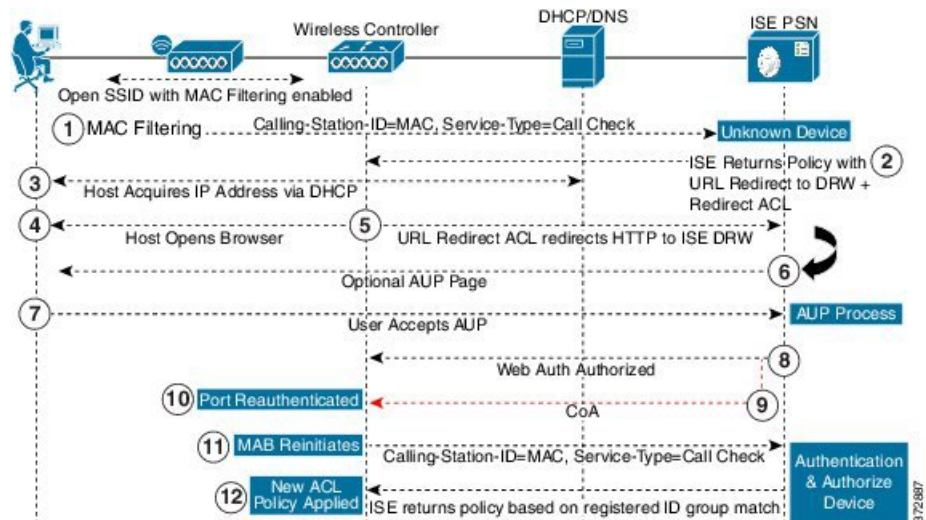 DHCP/DNS
ISE PSN
Wireless Controller
Open SSID with MAC Filtering enabled
1 MAC Filtering
Calling-Station-ID=MAC, Service-Type=Call Check
Unknown Device
2
ISE Returns Policy with
URL Redirect to DRW +
Redirect ACL
3
Host Acquires IP Address via DHCP
4
5
Host Opens Browser
URL Redirect ACL redirects HTTP to ISE DRW
6
Optional AUP Page
7
AUP Process
User Accepts AUP
8
Web Auth Authorized
10 Port Reauthenticated
9
CoA
11 MAB Reinitiates
Calling-Station-ID=MAC, Service-Type=Call Check
Authentication
& Authorize
Device
12 New ACL
Policy Applied
ISE returns policy based on registered ID group match
372887